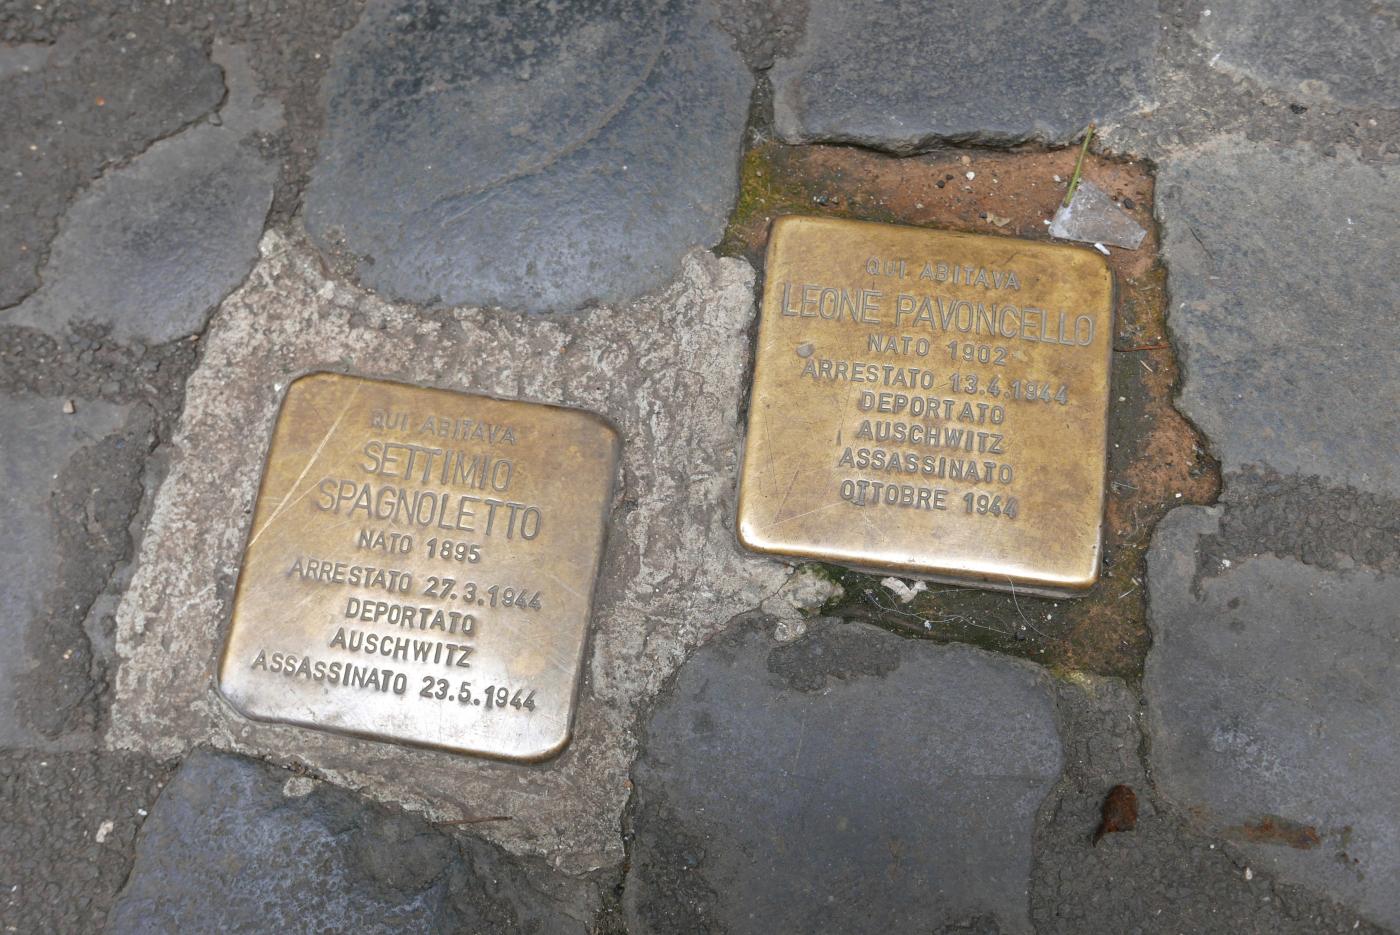 QUI ABITAVA
SETTIMIO
SPAGNOLETTO
NATO 1895
ARRESTATO 27.3.1944
DEPORTATO
AUSCHWITZ
ASSASSINATO 23.5.1944
QUI ABITAVA
LEONE PAVONCELLO
NATO 1902
ARRESTATO 13.4.1944
DEPORTATO
AUSCHWITZ
ASSASSINATO
OTTOBRE 1944